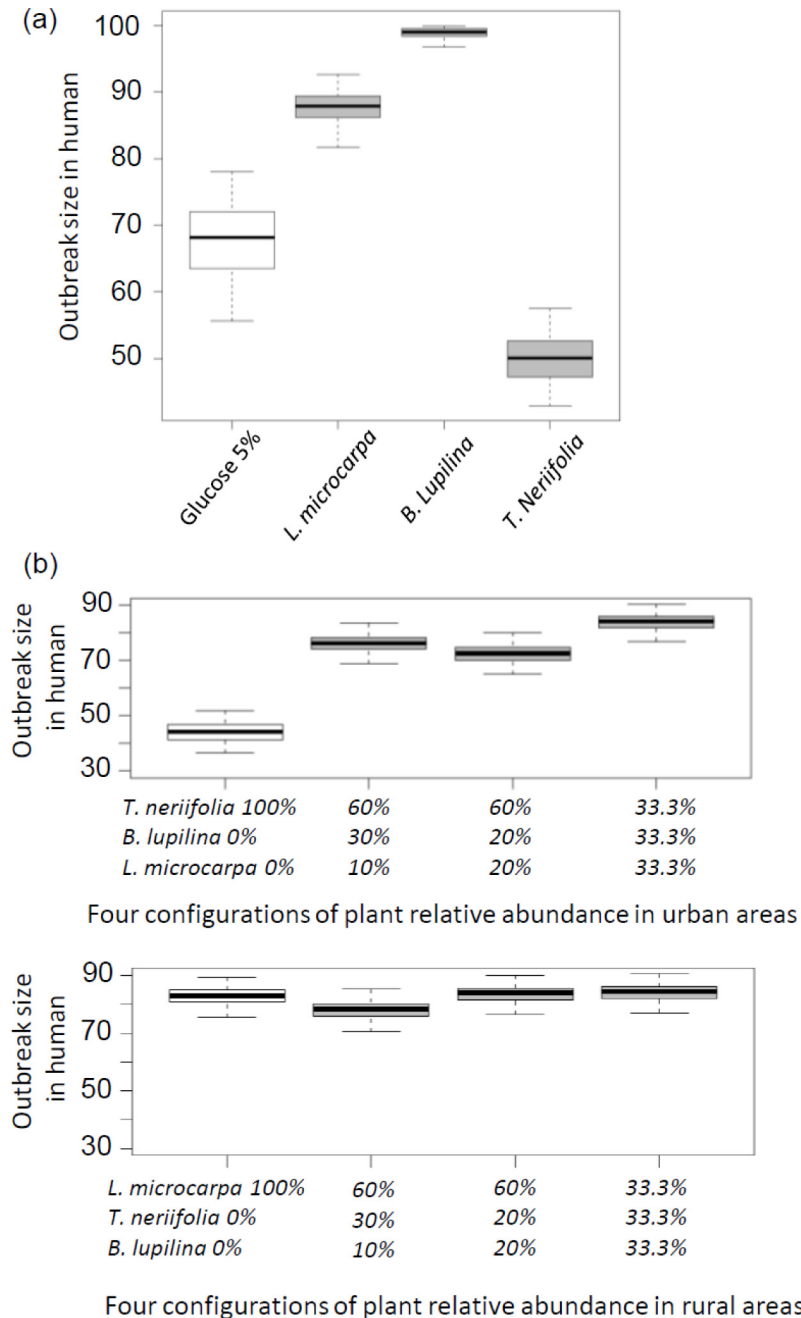 (a)
Outbreak size in human
100
90
80
70
60
50
Glucose 5%
L. microcarpa
B. Lupilina
T. Neriifolia
(b)
Outbreak size
in human
90
70
50
30
T. neriifolia 100% 60% 60% 33.3%
B. lupilina 0% 30% 20% 33.3%
L. microcarpa 0% 10% 20% 33.3%
Four configurations of plant relative abundance in urban areas
Outbreak size
in human
90
70
50
30
L. microcarpa 100% 60% 60% 33.3%
T. neriifolia 0% 30% 20% 33.3%
B. lupilina 0% 10% 20% 33.3%
Four configurations of plant relative abundance in rural areas